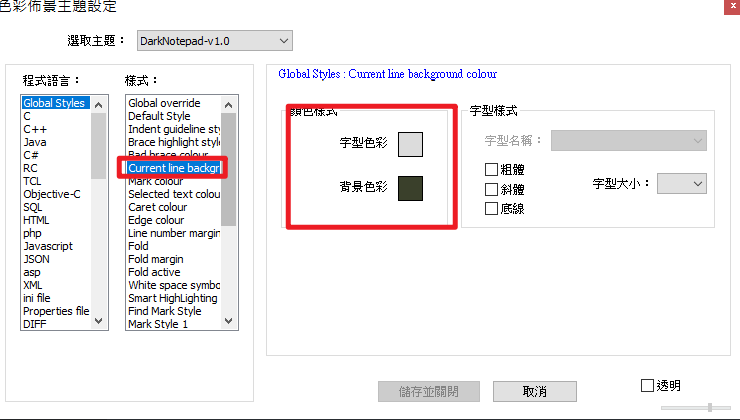 色彩佈景主題設定
x
選取主題： DarkNotepad-v1.0
程式語言：
Global Styles
C
C++
Java
C#
RC
TCL
Objective-C
SQL
HTML
php
Javascript
JSON
asp
XML
ini file
Properties file
DIFF
樣式：
Global override
Default Style
Indent guideline sty
Brace highlight style
Bad brace colour
Current line backgr
Mark colour
Selected text colou
Caret colour
Edge colour
Line number margin
Fold
Fold margin
Fold active
White space symbo
Smart HighLighting
Find Mark Style
Mark Style 1
Global Styles : Current line background colour
顏色樣式
字型色彩
背景色彩
字型樣式
字型名稱：
粗體
斜體
底線
字型大小：
儲存並關閉
取消
透明